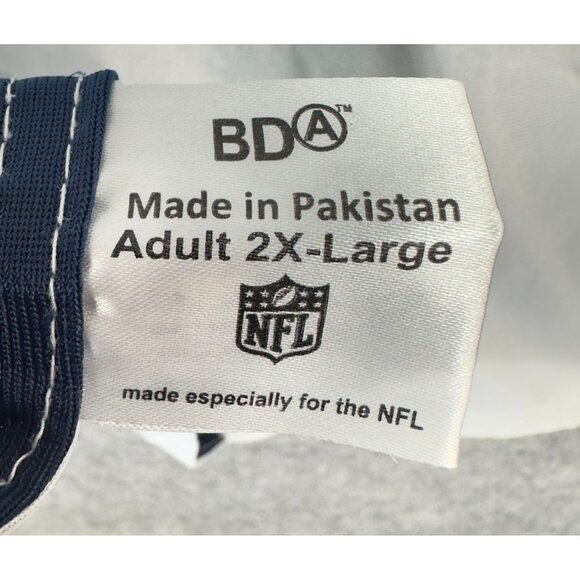 BDA™
Made in Pakistan
Adult 2X-Large
NFL
made especially for the NFL